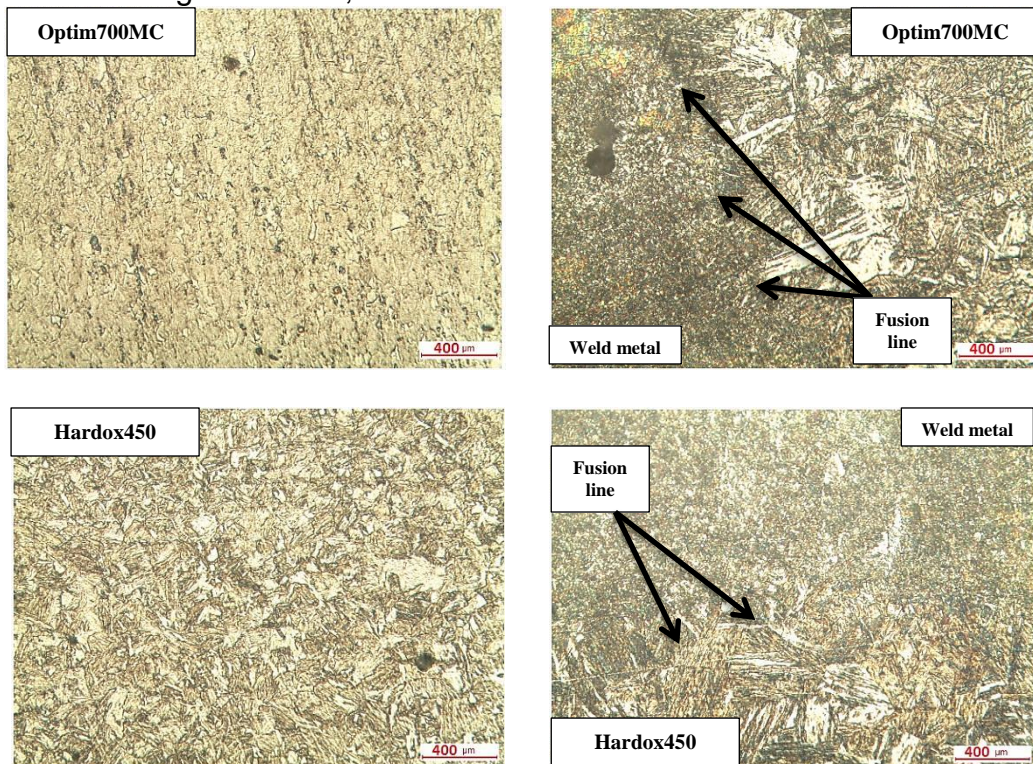 Optim700MC
Optim700MC
Fusion
line
Weld metal
400 μm
400 μm
Hardox450
Weld metal
Fusion
line
Hardox450
400 μm
400 μm